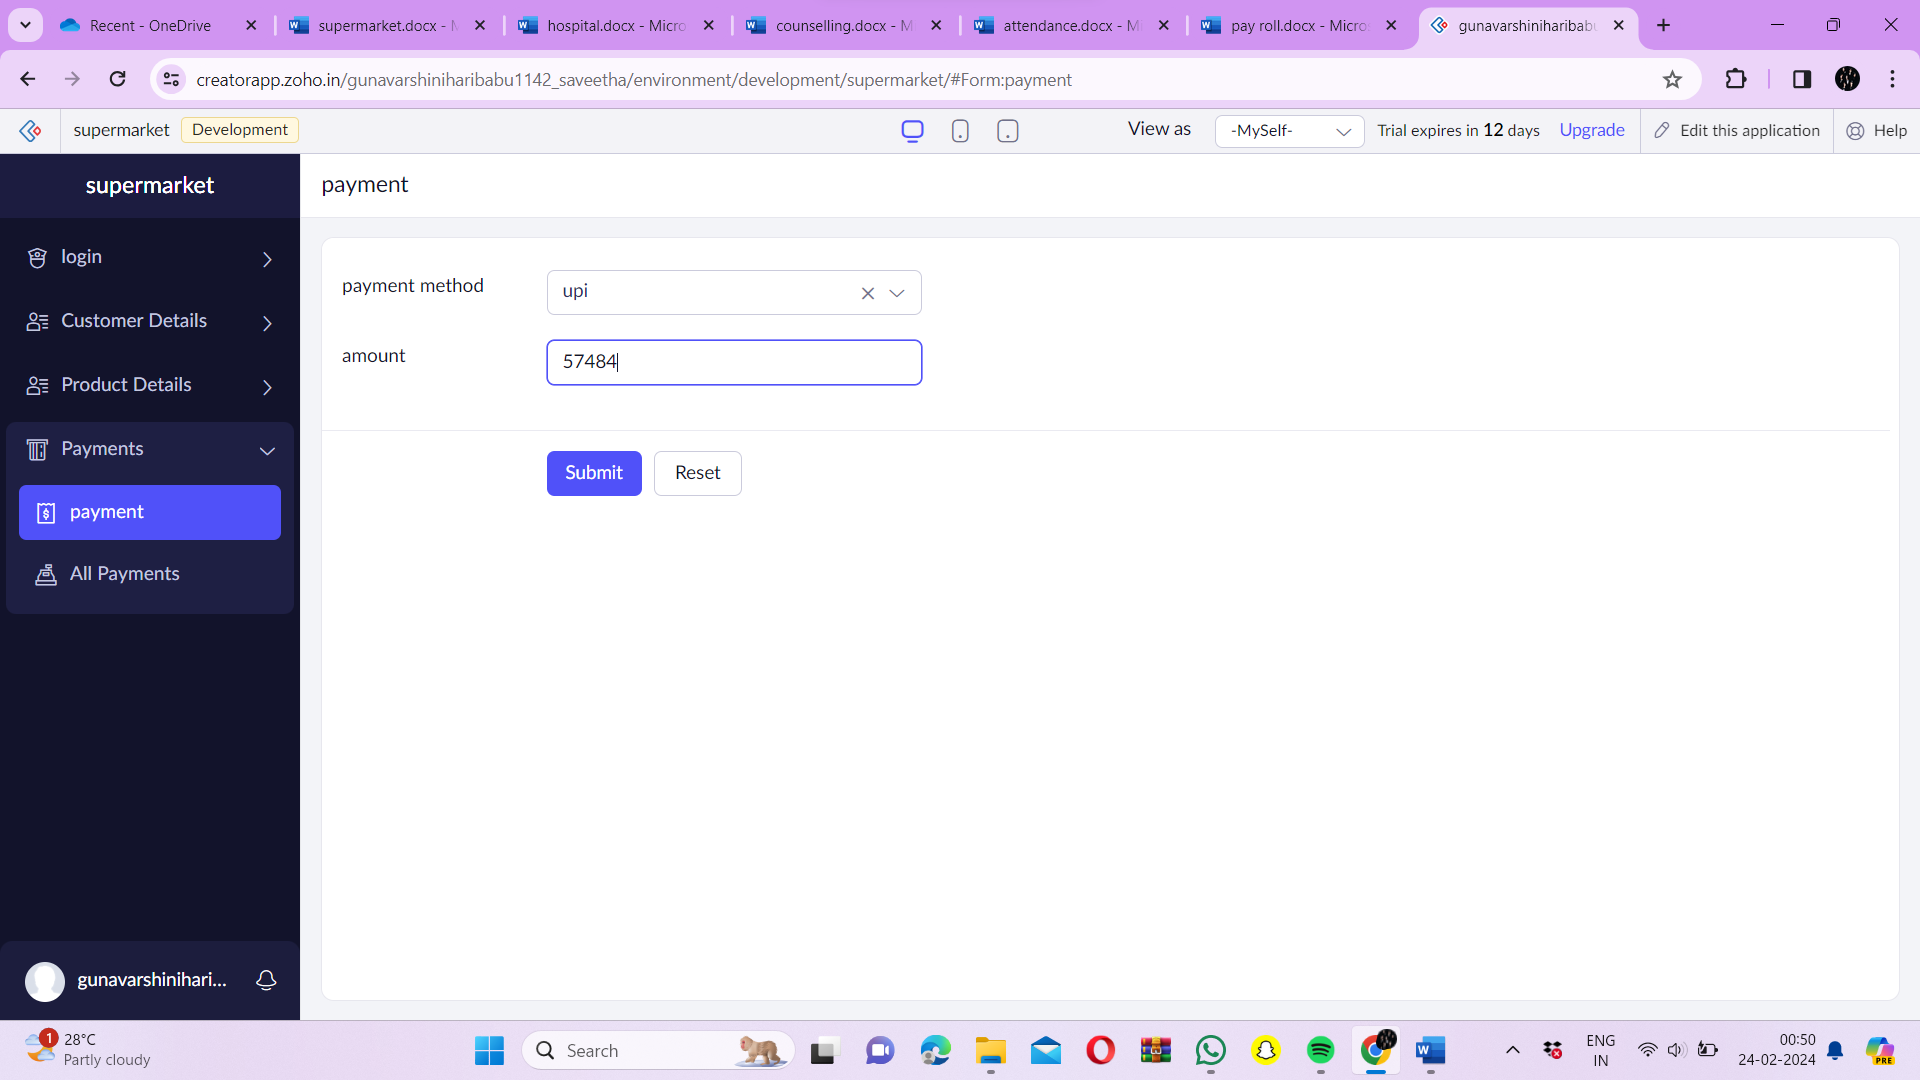 Recent - OneDrive
supermarket.docx - M
hospital.docx - Micro
counselling.docx - M
attendance.docx - Mi
pay roll.docx - Micro
gunavarshiniharibab
creatorapp.zoho.in/gunavarshiniharibabu1142_saveetha/environment/development/supermarket/#Form:payment
supermarket Development
View as -MySelf- Trial expires in 12 days Upgrade Edit this application Help
supermarket
payment
login
Customer Details
Product Details
Payments
payment
All Payments
payment method upi
amount 57484
Submit Reset
gunavarshinihari...
1 28°C
Partly cloudy
Search
PRE
ENG
IN
00:50
24-02-2024